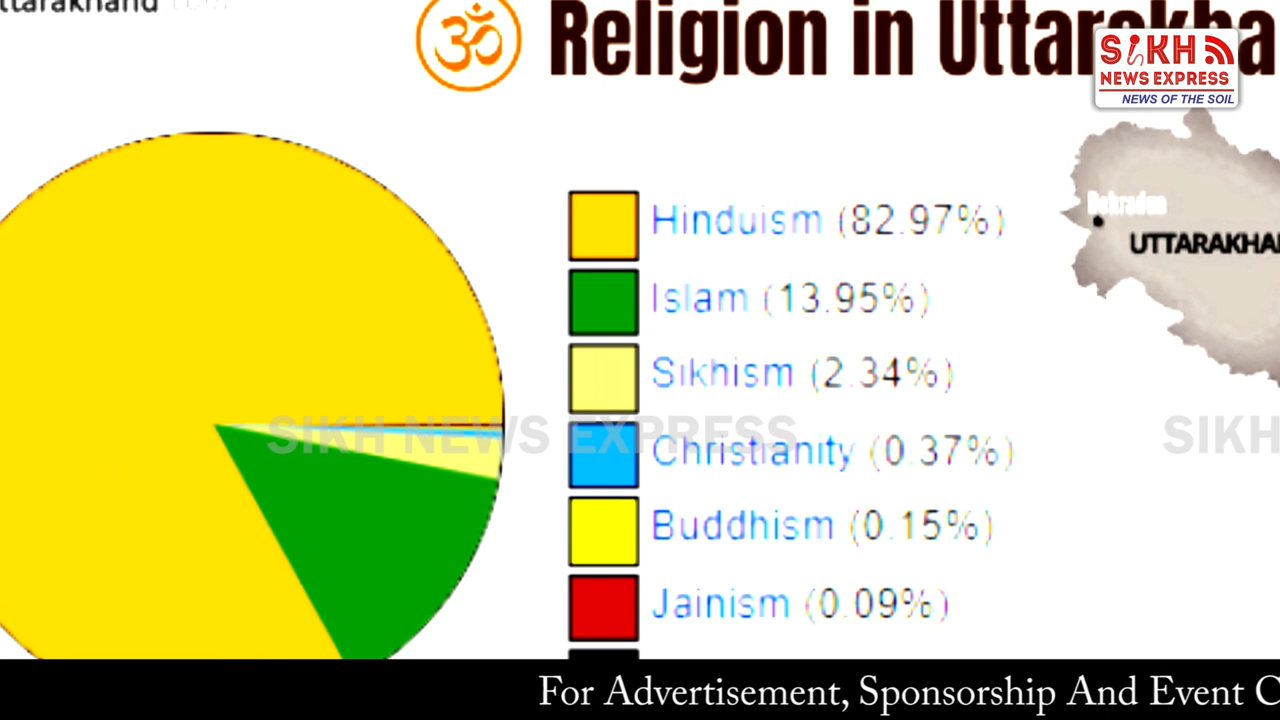 ttarakhand
ॐ Religion in Uttarakha
SiKH
NEWS EXPRESS
NEWS OF THE SOIL
Hinduism (82.97%)
Dehradun
UTTARAKHA
Islam (13.95%)
Sikhism (2.34%)
SIKH NEWS EXPRESS
SIKH
Christianity (0.37%)
Buddhism (0.15%)
Jainism (0.09%)
For Advertisement, Sponsorship And Event C